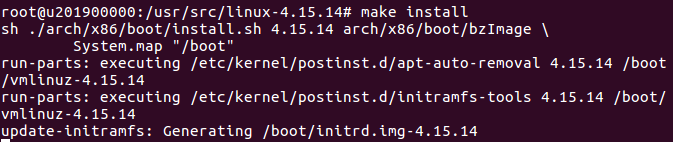 root@u201900000:/usr/src/linux-4.15.14# make install
sh ./arch/x86/boot/install.sh 4.15.14 arch/x86/boot/bzImage \
        System.map "/boot"
run-parts: executing /etc/kernel/postinst.d/apt-auto-removal 4.15.14 /boot
/vmlinuz-4.15.14
run-parts: executing /etc/kernel/postinst.d/initramfs-tools 4.15.14 /boot/
vmlinuz-4.15.14
update-initramfs: Generating /boot/initrd.img-4.15.14